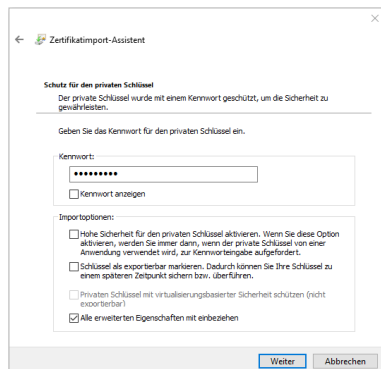 Zertifikatimport-Assistent
Schutz für den privaten Schlüssel
Der private Schlüssel wurde mit einem Kennwort geschützt, um die Sicherheit zu
gewährleisten.
Geben Sie das Kennwort für den privaten Schlüssel ein.
Kennwort:
•••••••••
Kennwort anzeigen
Importoptionen:
Hohe Sicherheit für den privaten Schlüssel aktivieren. Wenn Sie diese Option
aktivieren, werden Sie immer dann, wenn der private Schlüssel von einer
Anwendung verwendet wird, zur Kennworteingabe aufgefordert.
Schlüssel als exportierbar markieren. Dadurch können Sie Ihre Schlüssel zu
einem späteren Zeitpunkt sichern bzw. überführen.
Privaten Schlüssel mit virtualisierungsbasierter Sicherheit schützen (nicht
exportierbar)
Alle erweiterten Eigenschaften mit einbeziehen
Weiter
Abbrechen